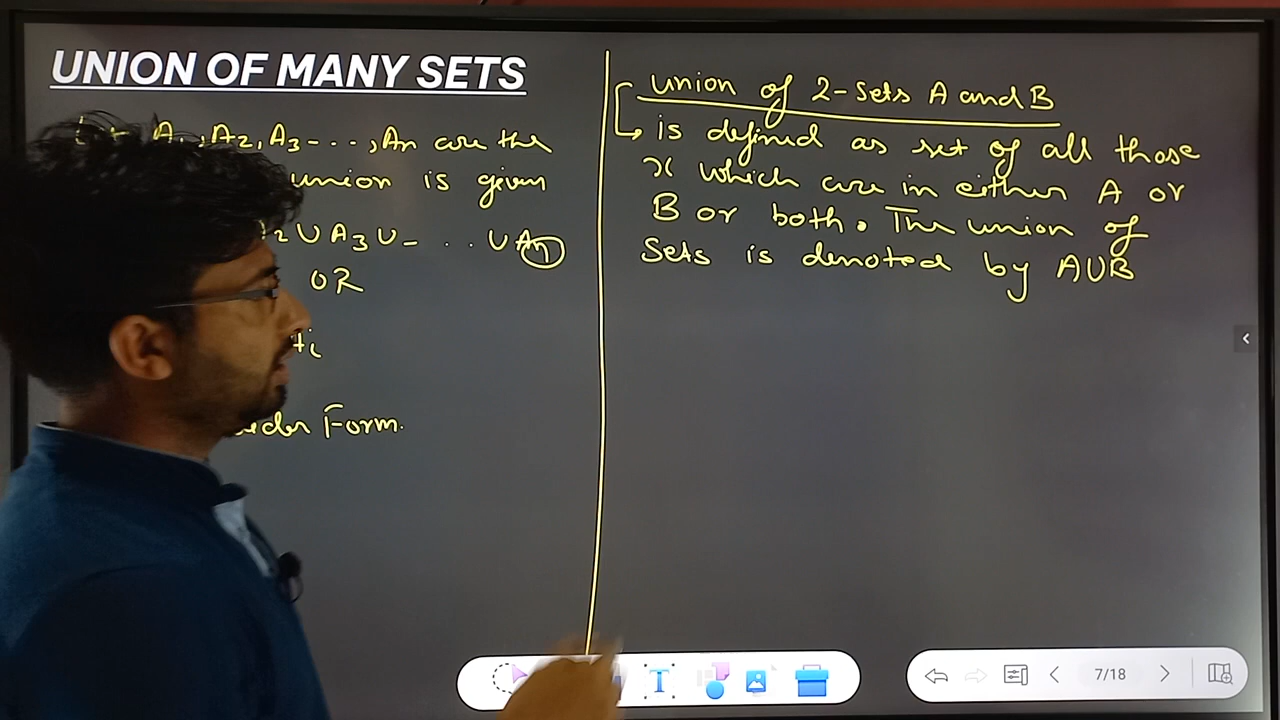 UNION OF MANY SETS
A1, A2, A3 - - - , An are the
union is given
A2 ∪ A3 ∪ - . . ∪ An
OR
Form.
union of 2-sets A and B
is defined as set of all those
x which are in either A or
B or both. The union of
sets is denoted by A∪B
7/18